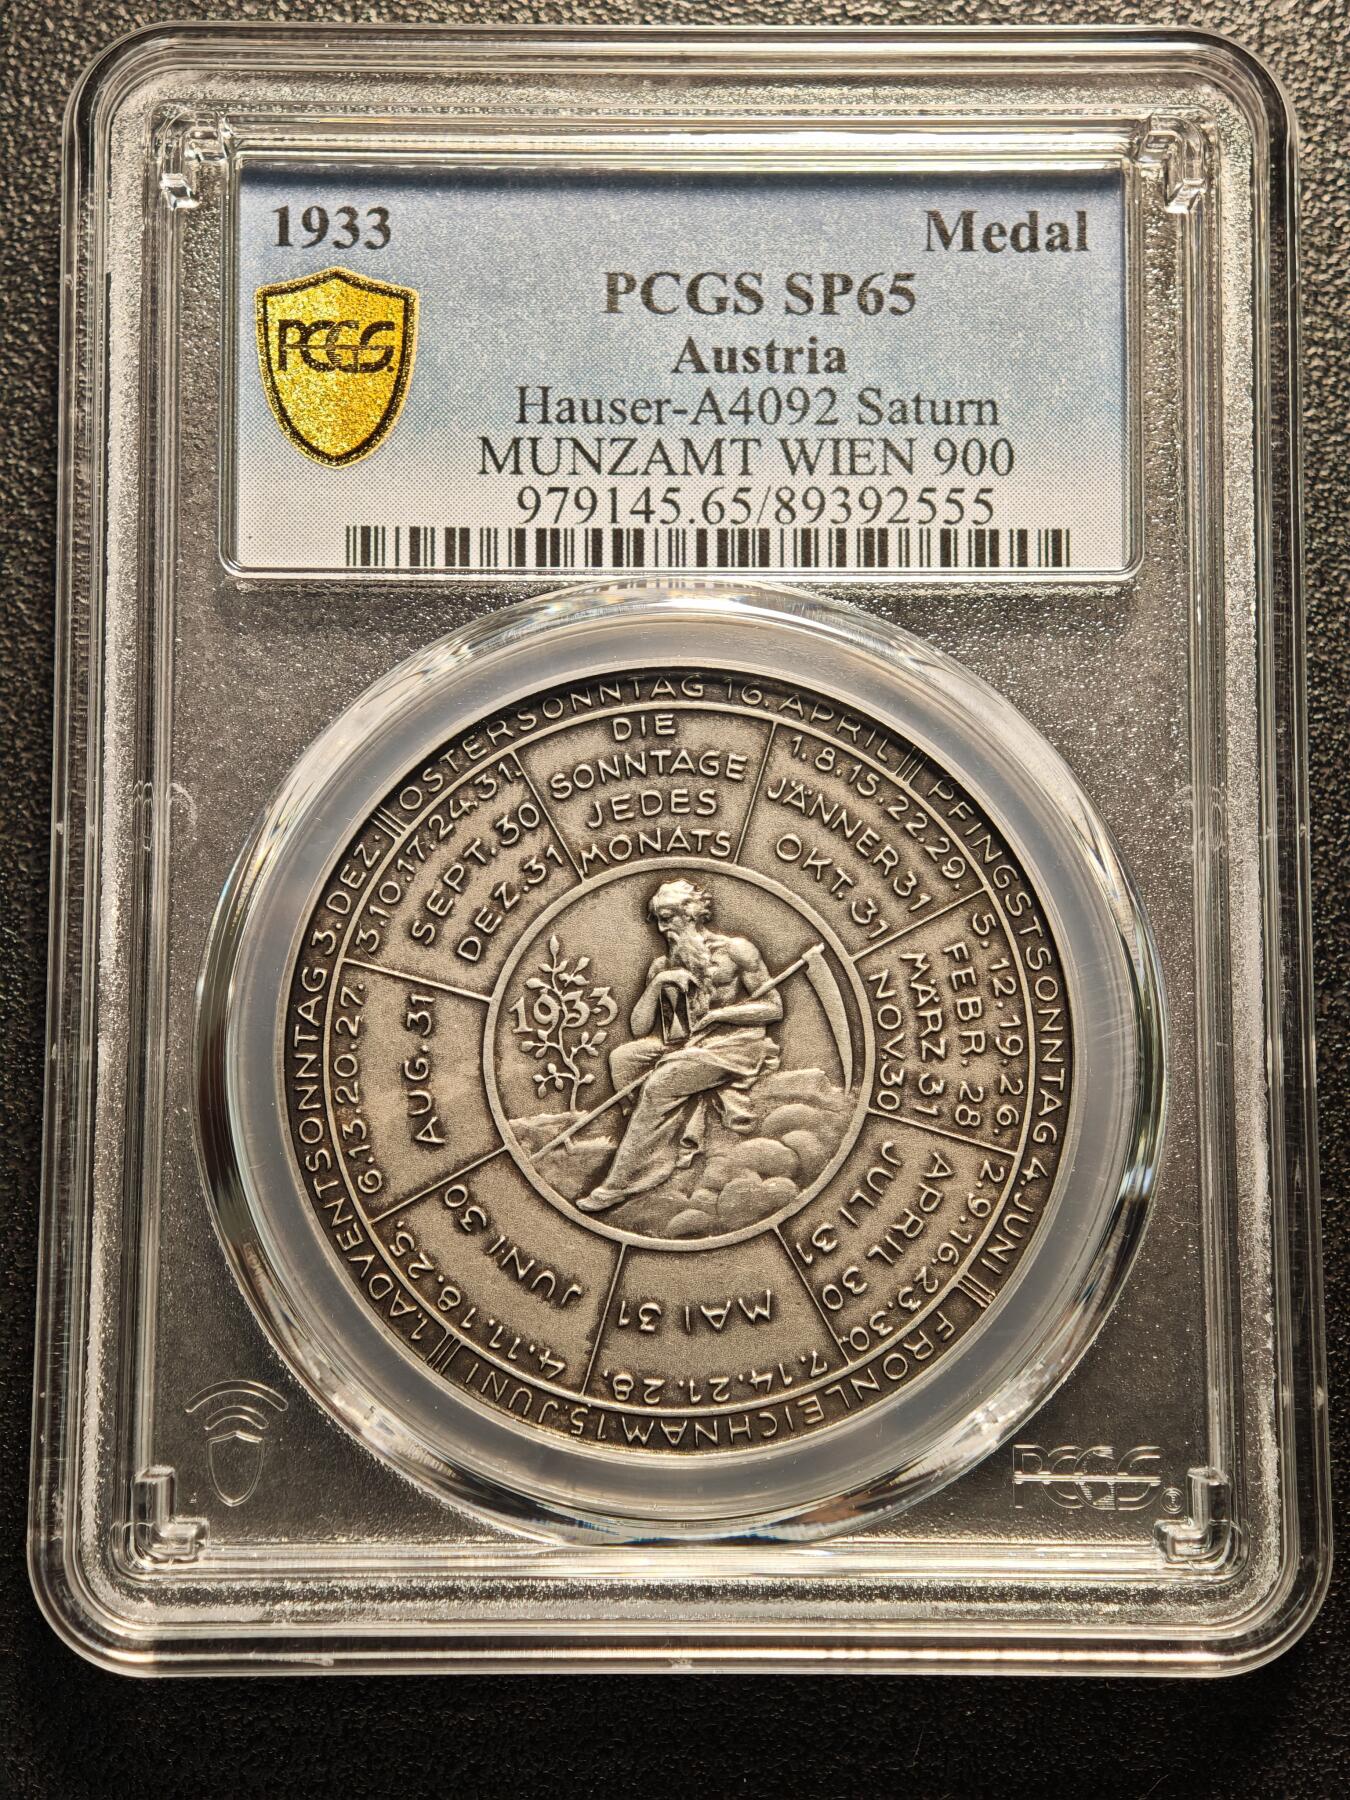 1933
Medal
PCGS SP65
PCGS
Austria
Hauser-A4092 Saturn
MUNZAMT WIEN 900
979145.65/89392555
OSTERSONNTAG 16. APRIL ||| PFINGSTSONNTAG 4. JUNI ||| FRONLEICHNAM 15. JUNI ||| 1. ADVENTSONNTAG 3. DEZ. |||
DIE
SONNTAGE
JEDES
MONATS
1. 8. 15. 22. 29.
JÄNNER 31
OKT. 31
5. 12. 19. 26.
FEBR. 28
MÄRZ 31
NOV. 30
2. 9. 16. 23. 30.
APRIL 30
JULI 31
7. 14. 21. 28.
MAI 31
4. 11. 18. 25.
JUNI 30
6. 13. 20. 27.
AUG. 31
3. 10. 17. 24. 31.
SEPT. 30
DEZ. 31
1933
PCGS